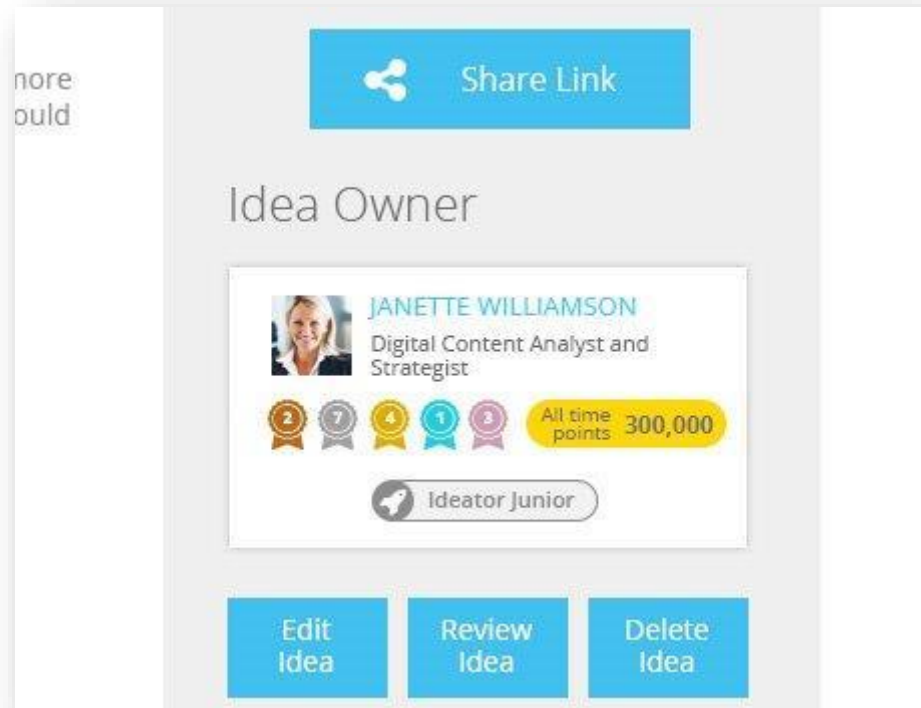 more
ould
Share Link
Idea Owner
JANETTE WILLIAMSON
Digital Content Analyst and
Strategist
2 7 4 1 3
All time
points 300,000
Ideator Junior
Edit
Idea
Review
Idea
Delete
Idea